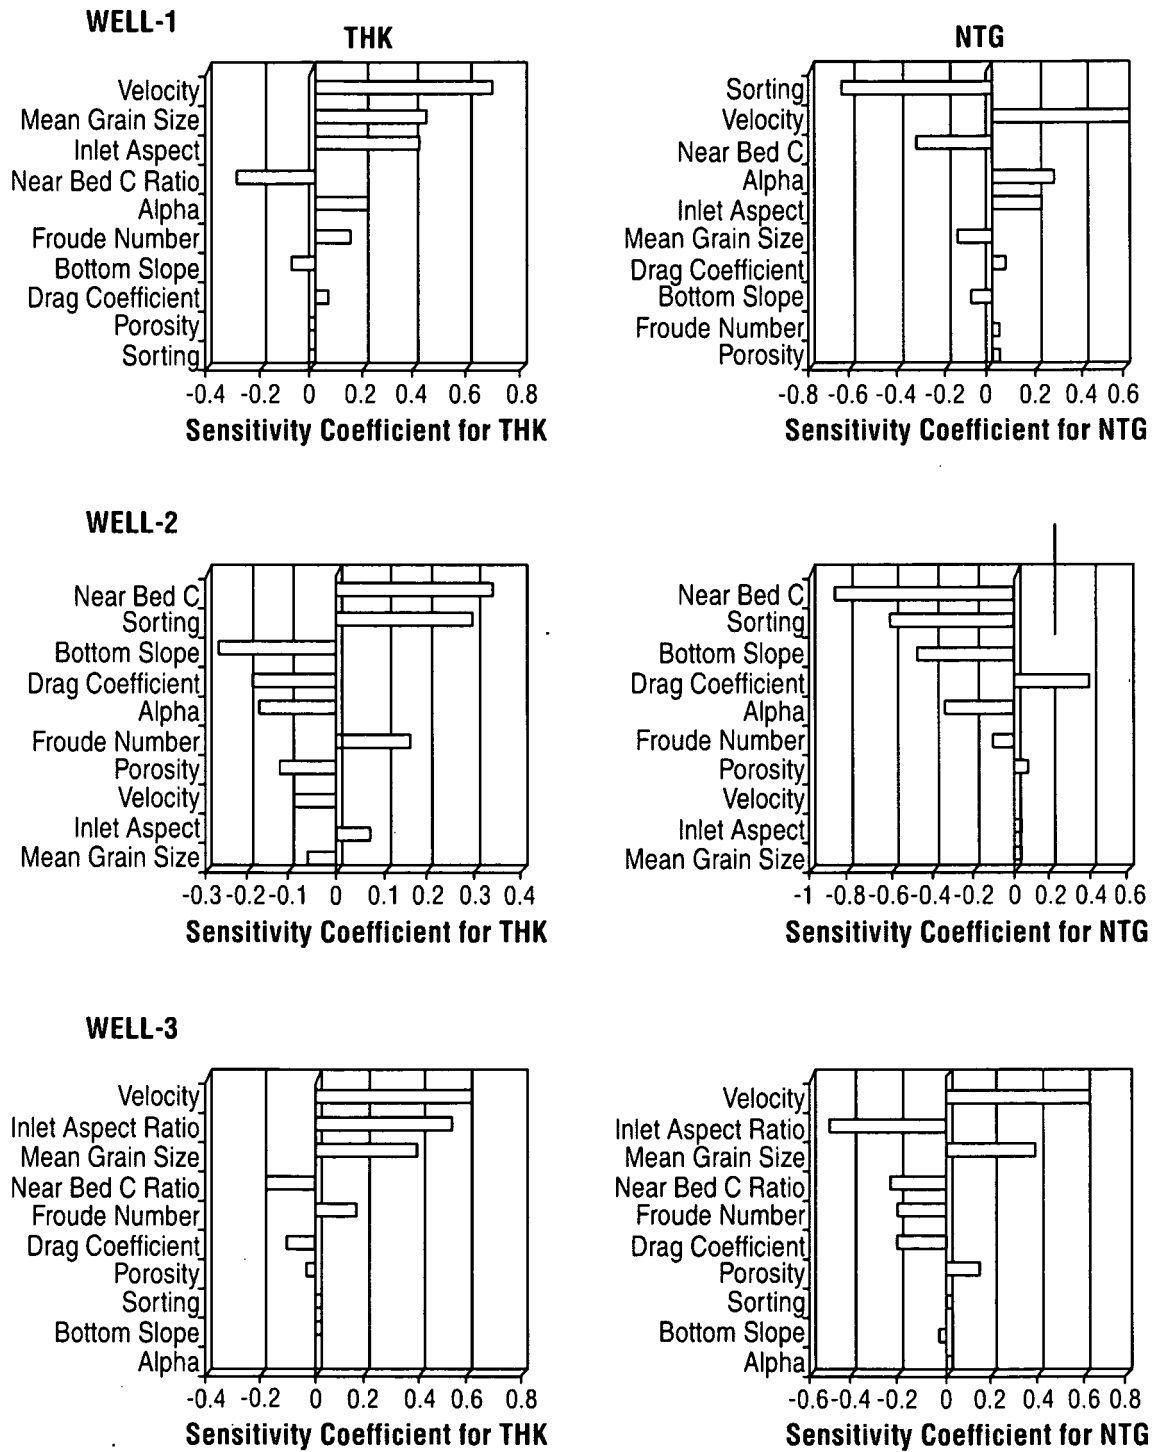 WELL-1
THK
Velocity
Mean Grain Size
Inlet Aspect
Near Bed C Ratio
Alpha
Froude Number
Bottom Slope
Drag Coefficient
Porosity
Sorting
-0.4 -0.2 0 0.2 0.4 0.6 0.8
Sensitivity Coefficient for THK
NTG
Sorting
Velocity
Near Bed C
Alpha
Inlet Aspect
Mean Grain Size
Drag Coefficient
Bottom Slope
Froude Number
Porosity
-0.8 -0.6 -0.4 -0.2 0 0.2 0.4 0.6
Sensitivity Coefficient for NTG
WELL-2
Near Bed C
Sorting
Bottom Slope
Drag Coefficient
Alpha
Froude Number
Porosity
Velocity
Inlet Aspect
Mean Grain Size
-0.3 -0.2 -0.1 0 0.1 0.2 0.3 0.4
Sensitivity Coefficient for THK
Near Bed C
Sorting
Bottom Slope
Drag Coefficient
Alpha
Froude Number
Porosity
Velocity
Inlet Aspect
Mean Grain Size
-1 -0.8 -0.6 -0.4 -0.2 0 0.2 0.4 0.6
Sensitivity Coefficient for NTG
WELL-3
Velocity
Inlet Aspect Ratio
Mean Grain Size
Near Bed C Ratio
Froude Number
Drag Coefficient
Porosity
Sorting
Bottom Slope
Alpha
-0.4 -0.2 0 0.2 0.4 0.6 0.8
Sensitivity Coefficient for THK
Velocity
Inlet Aspect Ratio
Mean Grain Size
Near Bed C Ratio
Froude Number
Drag Coefficient
Porosity
Sorting
Bottom Slope
Alpha
-0.6 -0.4 -0.2 0 0.2 0.4 0.6 0.8
Sensitivity Coefficient for NTG